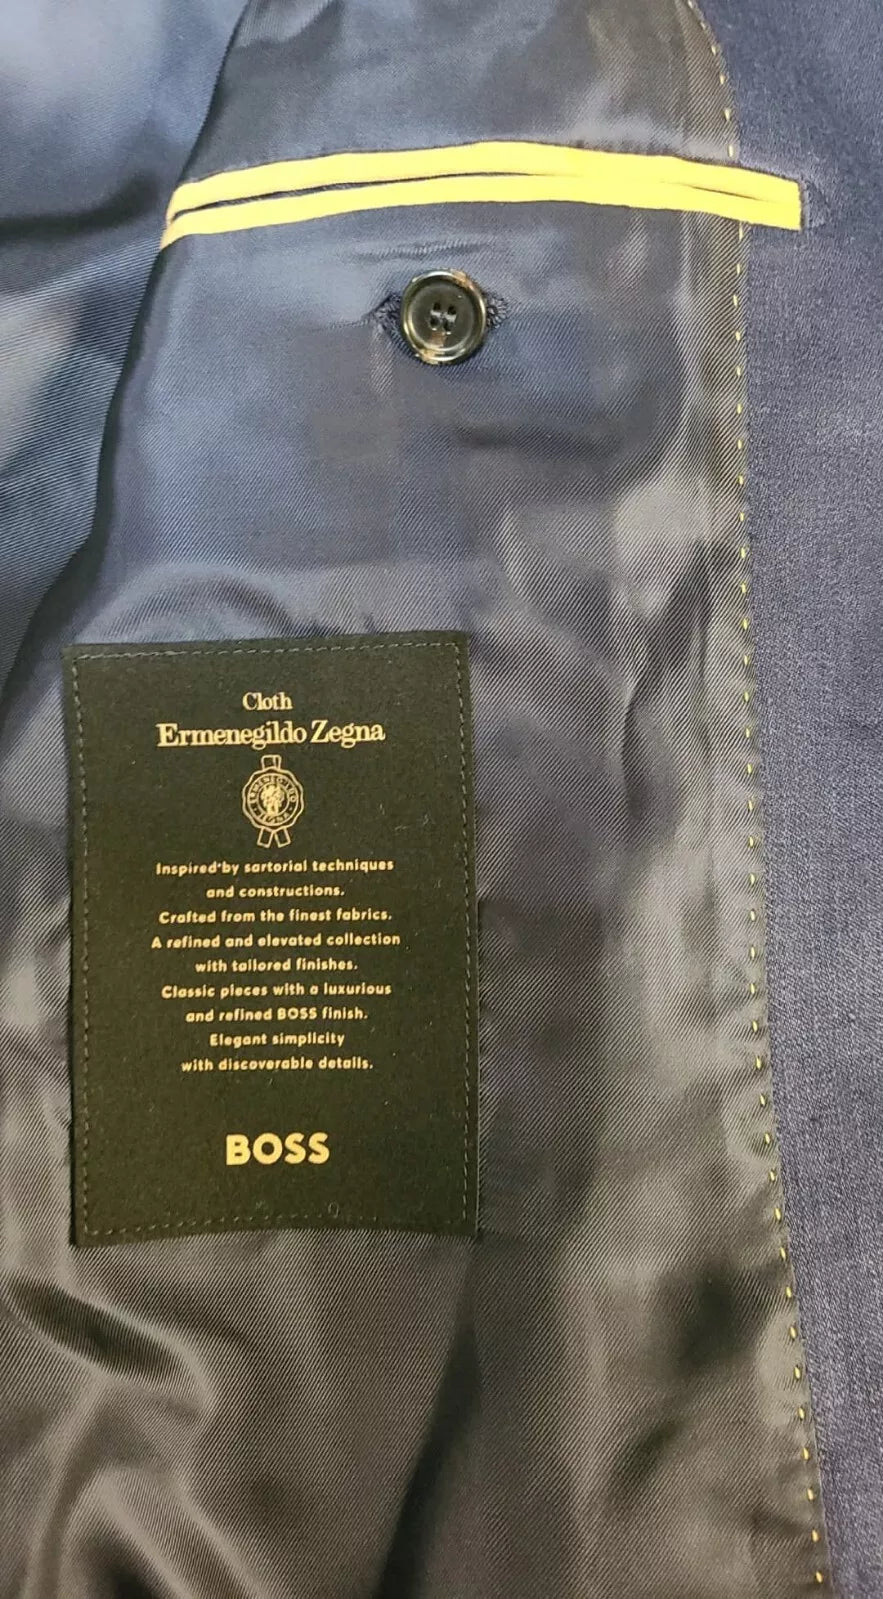 Cloth
Ermenegildo Zegna
Inspired by sartorial techniques
and constructions.
Crafted from the finest fabrics.
A refined and elevated collection
with tailored finishes.
Classic pieces with a luxurious
and refined BOSS finish.
Elegant simplicity
with discoverable details.
BOSS